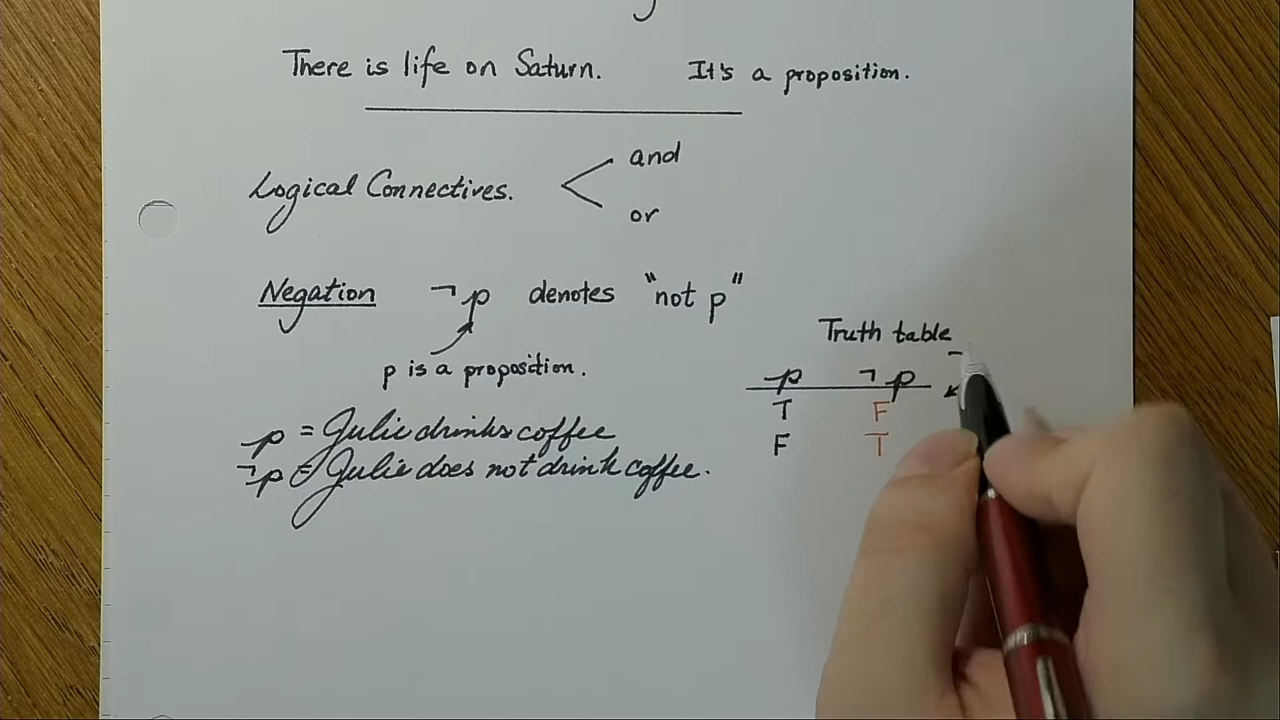 There is life on Saturn. It's a proposition.
Logical Connectives. and
or
Negation ¬p denotes "not p"
p is a proposition.
Truth table
p ¬p
T F
F T
p = Julie drinks coffee
¬p = Julie does not drink coffee.